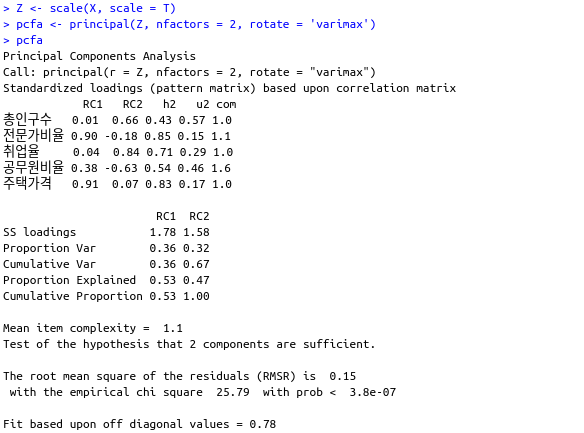 > Z <- scale(X, scale = T)
> pcfa <- principal(Z, nfactors = 2, rotate = 'varimax')
> pcfa
Principal Components Analysis
Call: principal(r = Z, nfactors = 2, rotate = "varimax")
Standardized loadings (pattern matrix) based upon correlation matrix
RC1 RC2 h2 u2 com
총인구수 0.01 0.66 0.43 0.57 1.0
전문가비율 0.90 -0.18 0.85 0.15 1.1
취업율 0.04 0.84 0.71 0.29 1.0
공무원비율 0.38 -0.63 0.54 0.46 1.6
주택가격 0.91 0.07 0.83 0.17 1.0
RC1 RC2
SS loadings 1.78 1.58
Proportion Var 0.36 0.32
Cumulative Var 0.36 0.67
Proportion Explained 0.53 0.47
Cumulative Proportion 0.53 1.00
Mean item complexity = 1.1
Test of the hypothesis that 2 components are sufficient.
The root mean square of the residuals (RMSR) is 0.15
with the empirical chi square 25.79 with prob < 3.8e-07
Fit based upon off diagonal values = 0.78